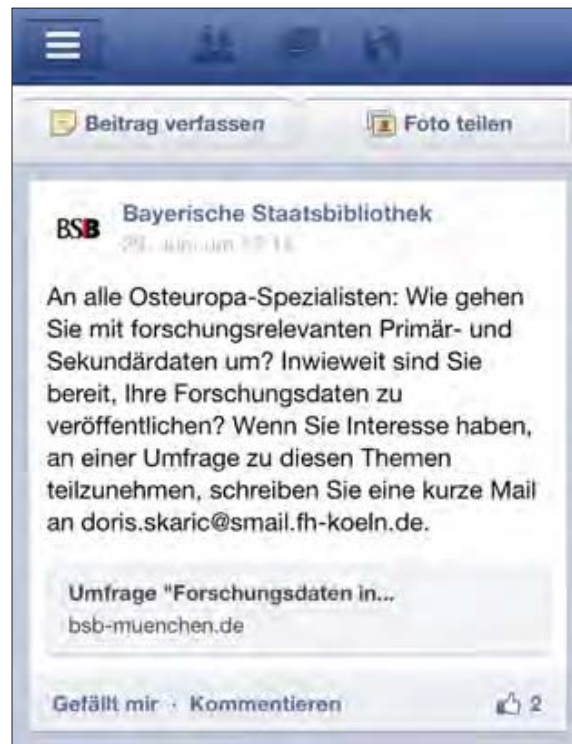 Beitrag verfassen
Foto teilen
BSB
Bayerische Staatsbibliothek
29. Juni um
An alle Osteuropa-Spezialisten: Wie gehen
Sie mit forschungsrelevanten Primär- und
Sekundärdaten um? Inwieweit sind Sie
bereit, Ihre Forschungsdaten zu
veröffentlichen? Wenn Sie Interesse haben,
an einer Umfrage zu diesen Themen
teilzunehmen, schreiben Sie eine kurze Mail
an doris.skaric@smail.fh-koeln.de.
Umfrage "Forschungsdaten in...
bsb-muenchen.de
Gefällt mir · Kommentieren 2